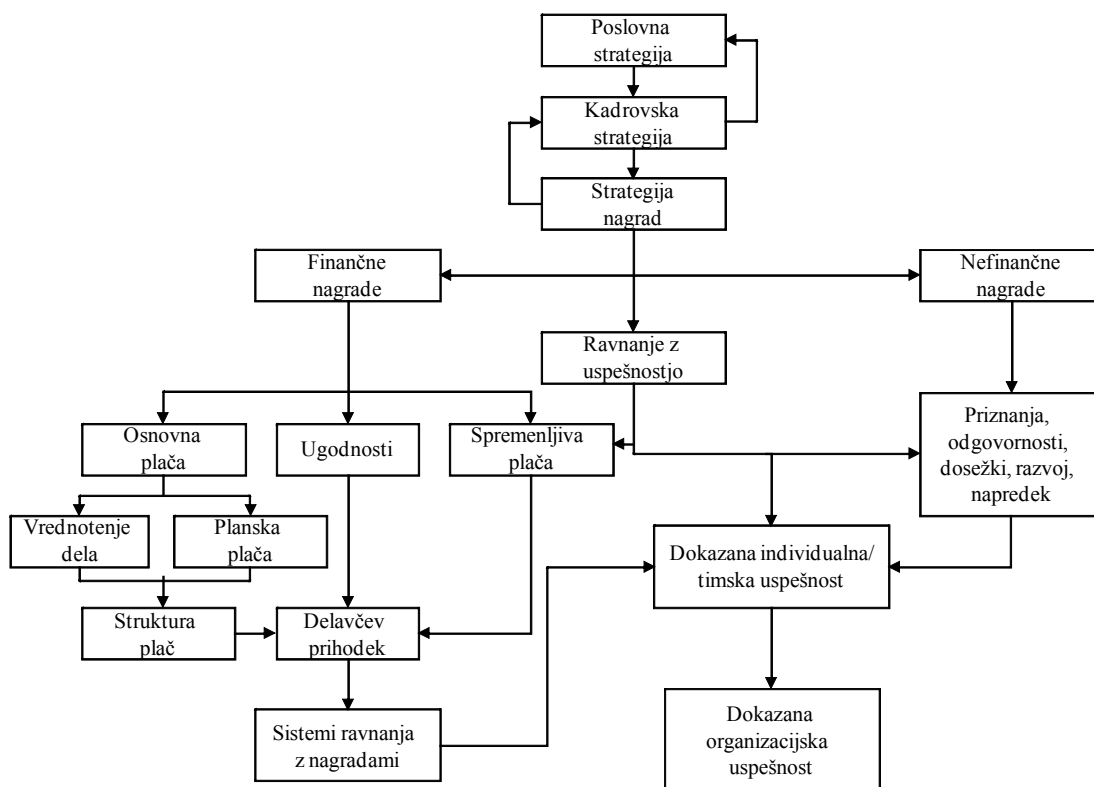 Poslovna
strategija
Kadrovska
strategija
Strategija
nagrad
Finančne
nagrade
Nefinančne
nagrade
Ravnanje z
uspešnostjo
Osnovna
plača
Ugodnosti
Spremenljiva
plača
Priznanja,
odgovornosti,
dosežki, razvoj,
napredek
Vrednotenje
dela
Planska
plača
Dokazana individualna/
timska uspešnost
Struktura
plač
Delavčev
prihodek
Sistemi ravnanja
z nagradami
Dokazana
organizacijska
uspešnost